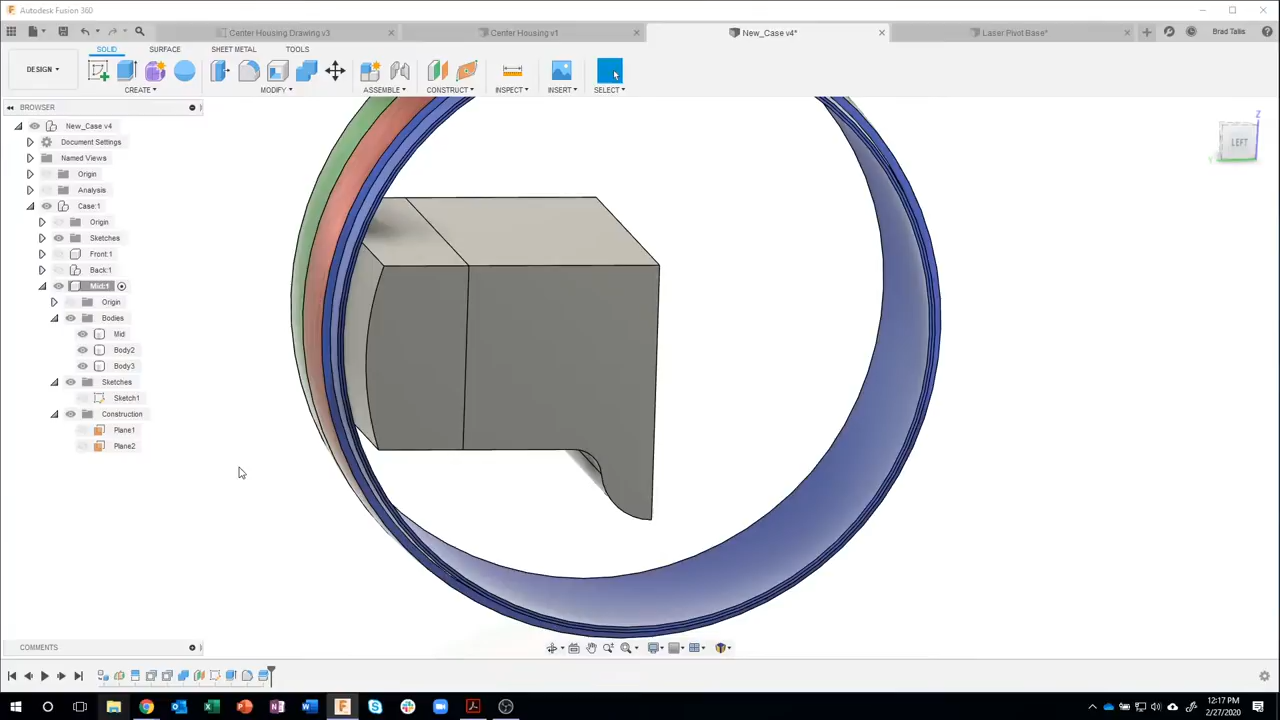 Autodesk Fusion 360
Center Housing Drawing v3
Center Housing v1
New_Case v4*
Laser Pivot Base*
Brad Tallis
SOLID
SURFACE
SHEET METAL
TOOLS
DESIGN
CREATE
MODIFY
ASSEMBLE
CONSTRUCT
INSPECT
INSERT
SELECT
BROWSER
New_Case v4
Document Settings
Named Views
Origin
Analysis
Case:1
Origin
Sketches
Front:1
Back:1
Mid:1
Origin
Bodies
Mid
Body2
Body3
Sketches
Sketch1
Construction
Plane1
Plane2
Z
LEFT
Y
COMMENTS
12:17 PM
2/27/2020